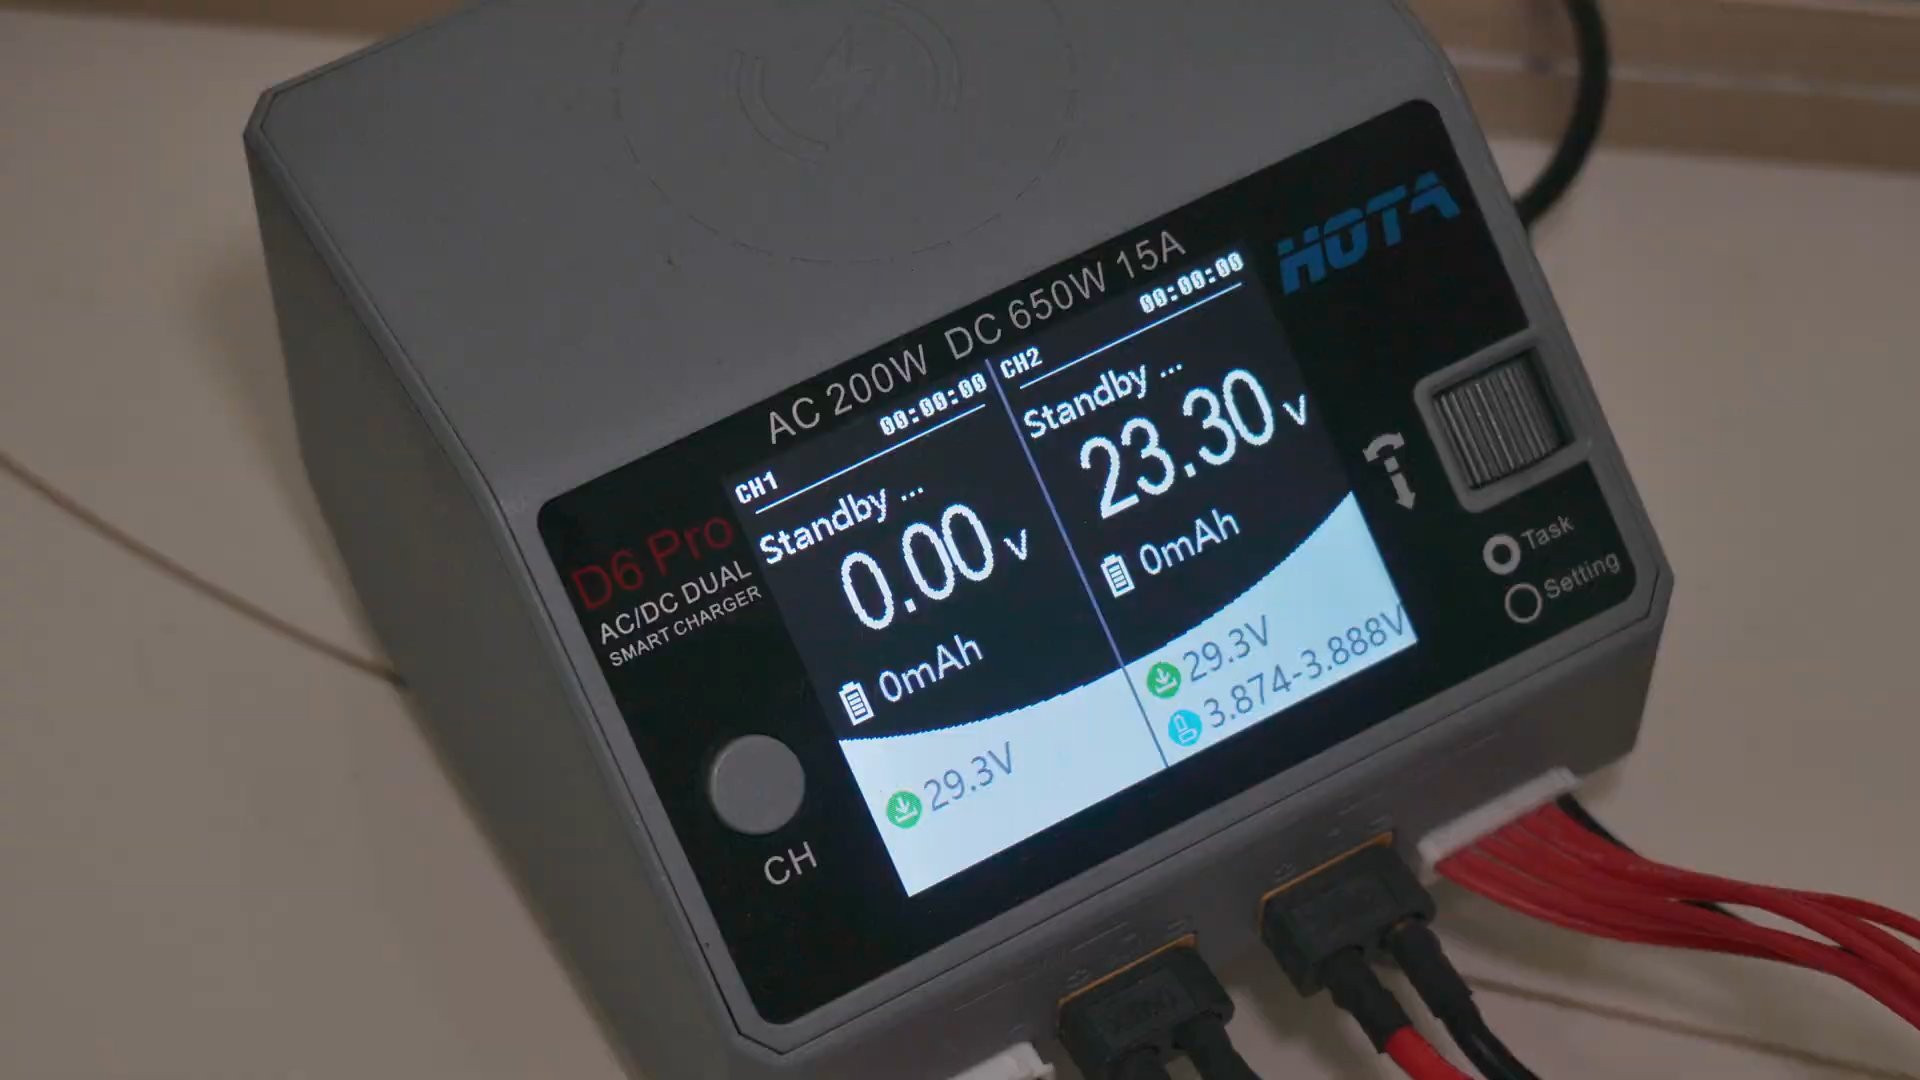 HOTA
AC 200W DC 650W 15A
D6 Pro
AC/DC DUAL
SMART CHARGER
CH1 00:00:00
Standby ...
0.00 v
0mAh
29.3V
CH2 00:00:00
Standby ...
23.30 v
0mAh
29.3V
3.874-3.888V
Task
Setting
CH